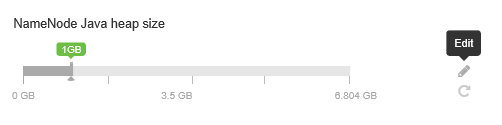 NameNode Java heap size
Edit
1GB
0 GB
3.5 GB
6.804 GB